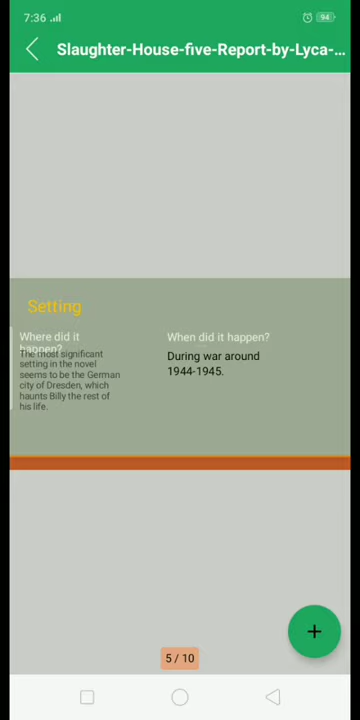 7:36
94
Slaughter-House-five-Report-by-Lyca-...
Setting
Where did it
happen?
The most significant
setting in the novel
seems to be the German
city of Dresden, which
haunts Billy the rest of
his life.
When did it happen?
During war around
1944-1945.
+
5 / 10